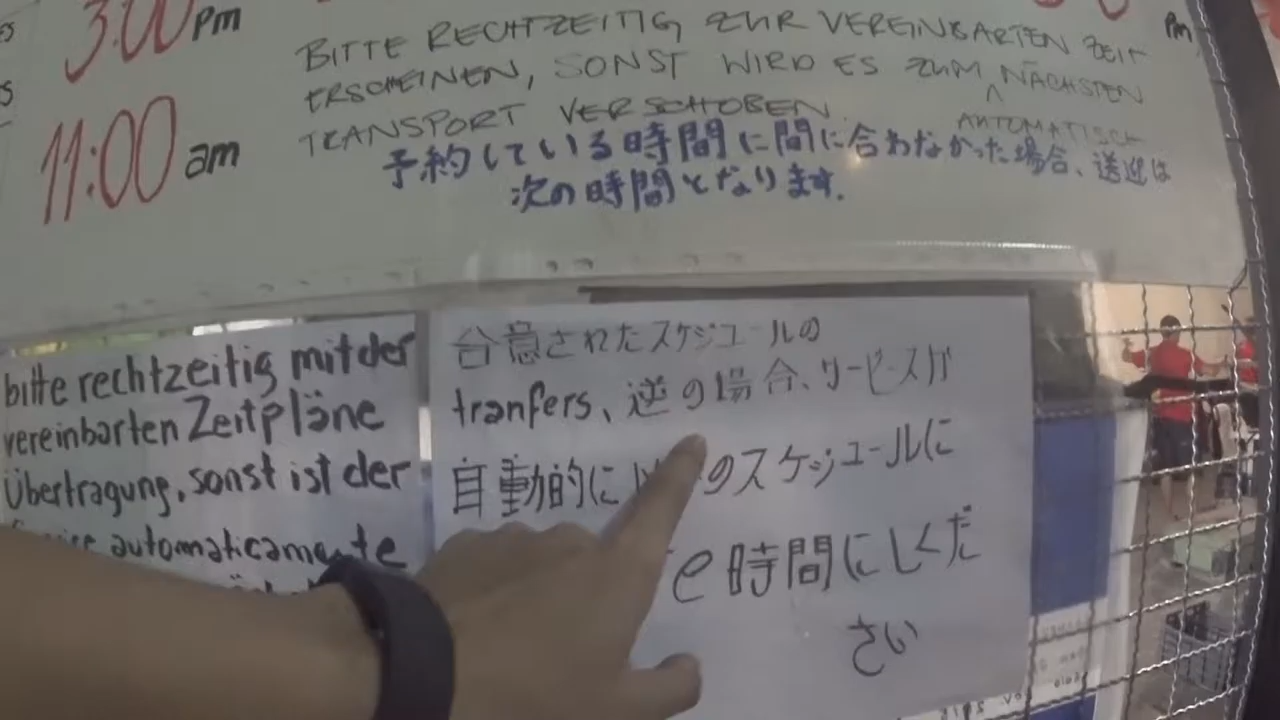 3:00 Pm
11:00 am
Pm
BITTE RECHTZEITIG ZUR VEREINBARTEN ZEIT
ERSCHEINEN, SONST WIRD ES ZUM NÄCHSTEN
AUTOMATISCH
TRANSPORT VERSCHOBEN
予約している時間に間に合わなかった場合、送迎は
次の時間となります.
bitte rechtzeitig mit der
vereinbarten Zeitpläne
Übertragung, sonst ist der
automaticamente
合意されたスケジュールの
tranfers、逆の場合、サービスが
自動的に のスケジュールに
e時間にしくだ
さい